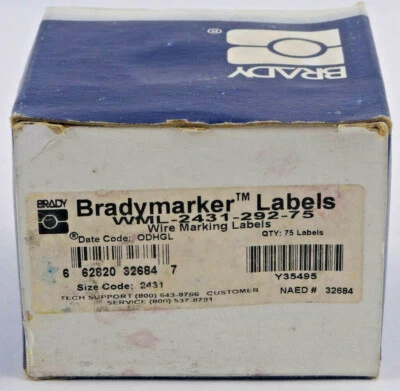 BRADY
BRADY
Bradymarker™ Labels
WML-2431-292-75
Wire Marking Labels
®Date Code: ODHGL
QTY: 75 Labels
6 62820 32684 7
Y35495
Size Code: 2431
NAED # 32684
TECH SUPPORT (800) 643-8766 CUSTOMER
SERVICE (800) 537-8791